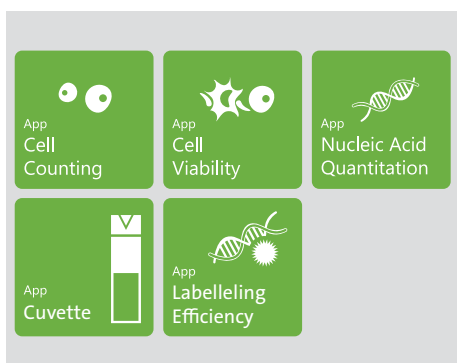 App
Cell
Counting
App
Cell
Viability
App
Nucleic Acid
Quantitation
App
Cuvette
App
Labelleling
Efficiency